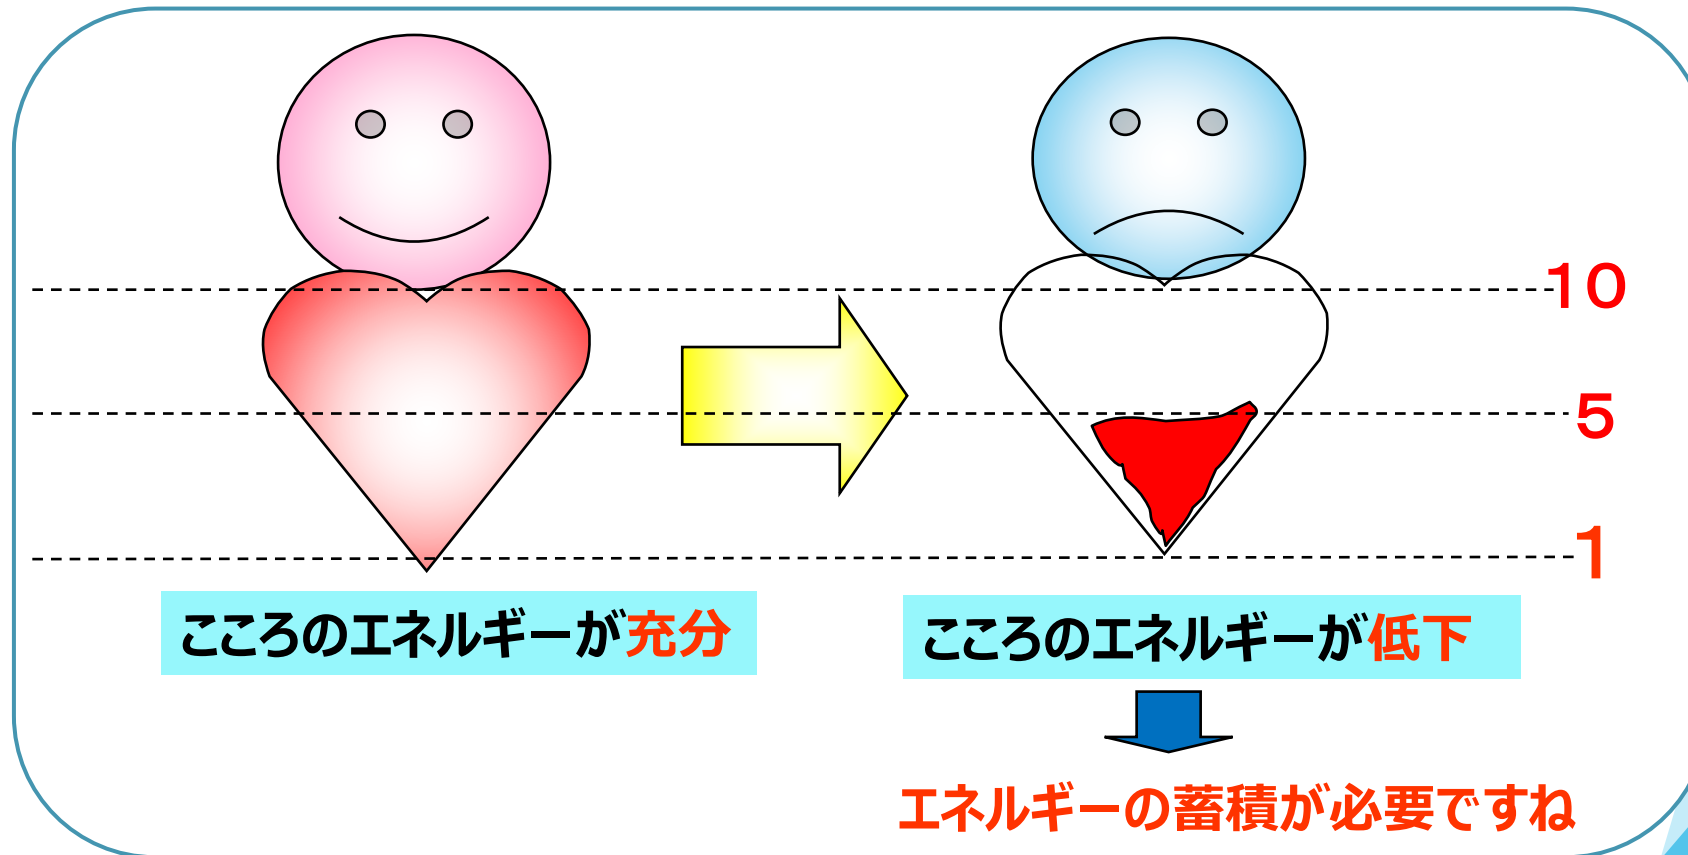 10
5
1
こころのエネルギーが充分
こころのエネルギーが低下
エネルギーの蓄積が必要ですね